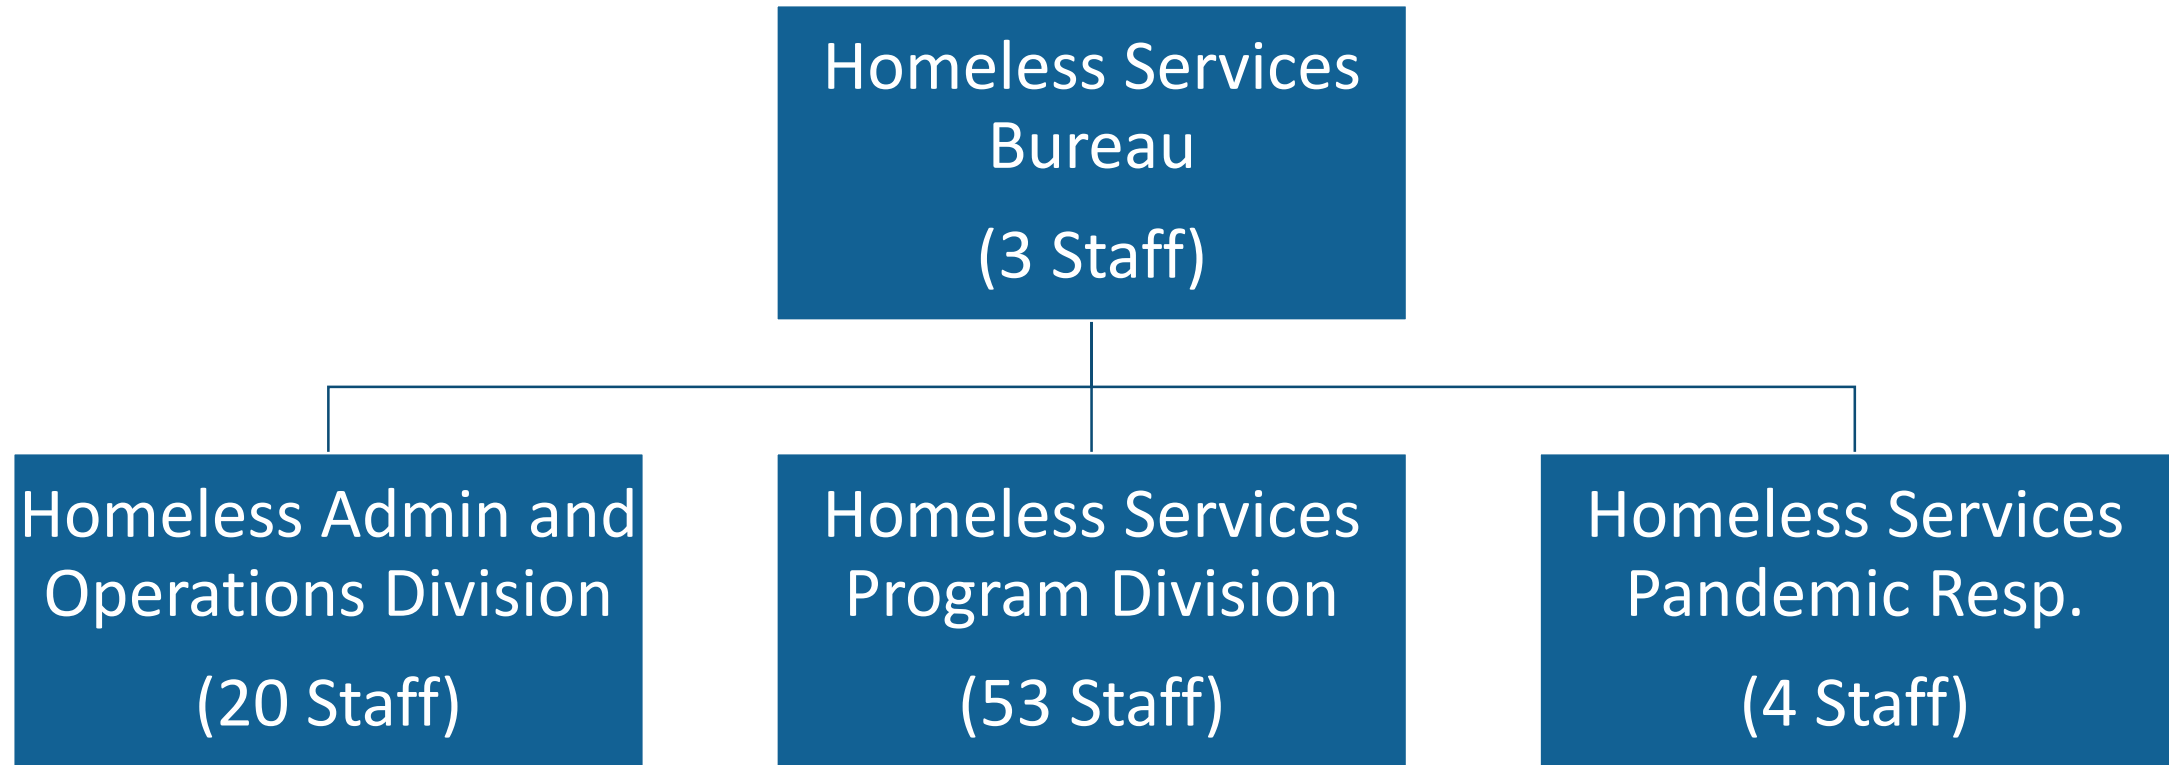 Homeless Services
Bureau
(3 Staff)
Homeless Admin and
Operations Division
(20 Staff)
Homeless Services
Program Division
(53 Staff)
Homeless Services
Pandemic Resp.
(4 Staff)